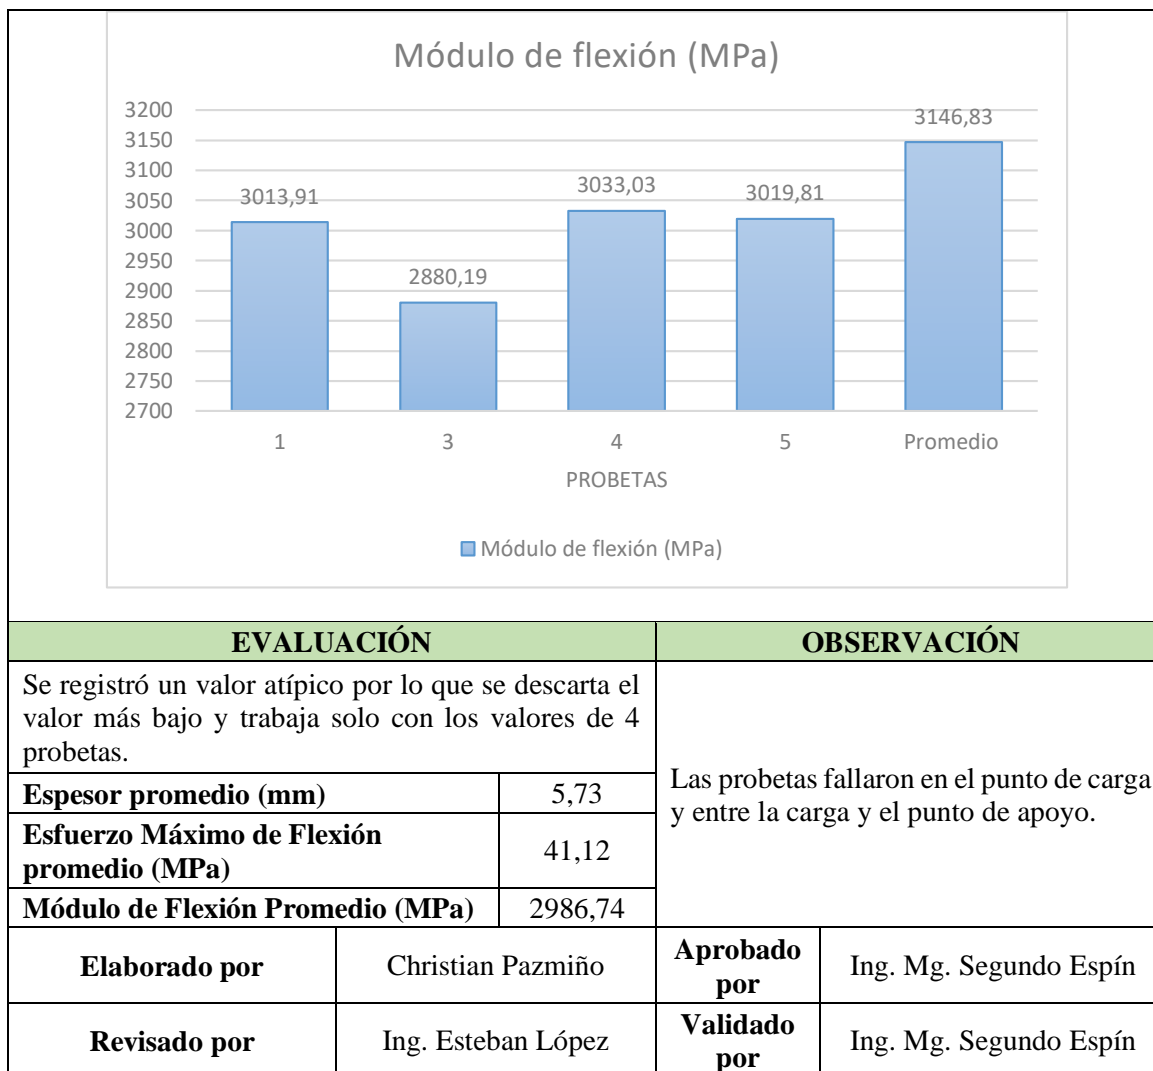 Módulo de flexión (MPa)
3200
3150
3100
3050
3000
2950
2900
2850
2800
2750
2700
3013,91
2880,19
3033,03
3019,81
3146,83
1 3 4 5 Promedio
PROBETAS
Módulo de flexión (MPa)
EVALUACIÓN
OBSERVACIÓN
Se registró un valor atípico por lo que se descarta el
valor más bajo y trabaja solo con los valores de 4
probetas.
Las probetas fallaron en el punto de carga
y entre la carga y el punto de apoyo.
Espesor promedio (mm) 5,73
Esfuerzo Máximo de Flexión
promedio (MPa)
41,12
Módulo de Flexión Promedio (MPa) 2986,74
Elaborado por
Christian Pazmiño
Aprobado
por
Ing. Mg. Segundo Espín
Revisado por
Ing. Esteban López
Validado
por
Ing. Mg. Segundo Espín